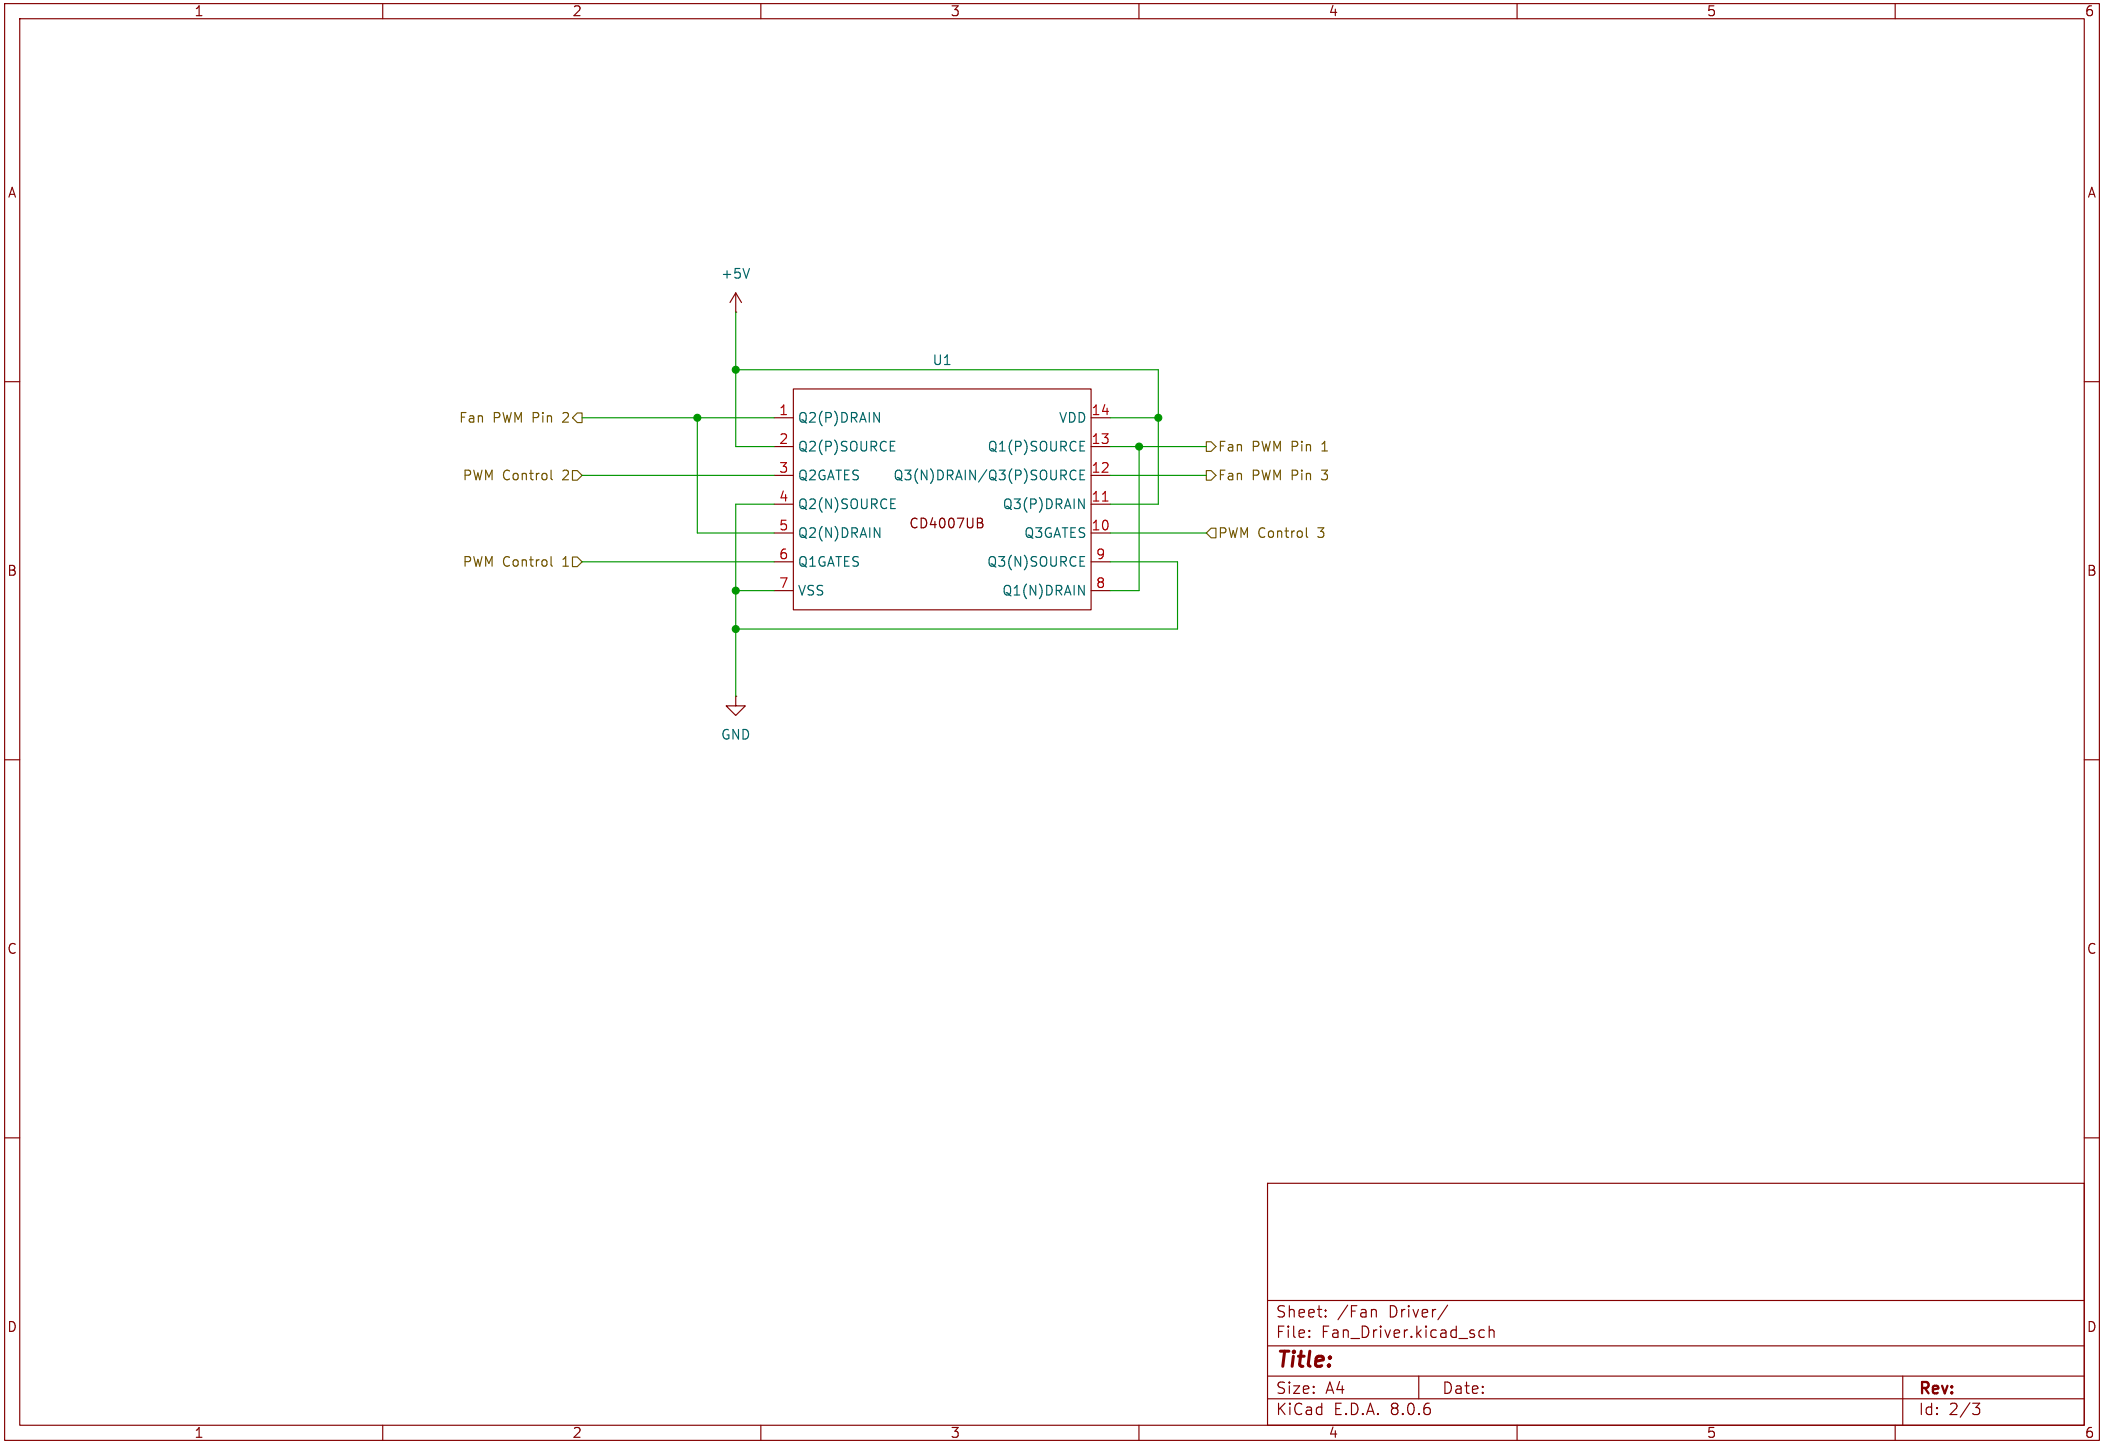 1 2 3 4 5 6
A A
+5V
U1
Fan PWM Pin 2 1 Q2(P)DRAIN VDD 14
2 Q2(P)SOURCE Q1(P)SOURCE 13 Fan PWM Pin 1
PWM Control 2 3 Q2GATES Q3(N)DRAIN/Q3(P)SOURCE 12 Fan PWM Pin 3
4 Q2(N)SOURCE Q3(P)DRAIN 11
CD4007UB
5 Q2(N)DRAIN Q3GATES 10 PWM Control 3
PWM Control 1 6 Q1GATES Q3(N)SOURCE 9
B B
7 VSS Q1(N)DRAIN 8
GND
C C
Sheet: /Fan Driver/
D D
File: Fan_Driver.kicad_sch
Title:
Size: A4 Date: Rev:
KiCad E.D.A. 8.0.6 Id: 2/3
1 2 3 4 5 6